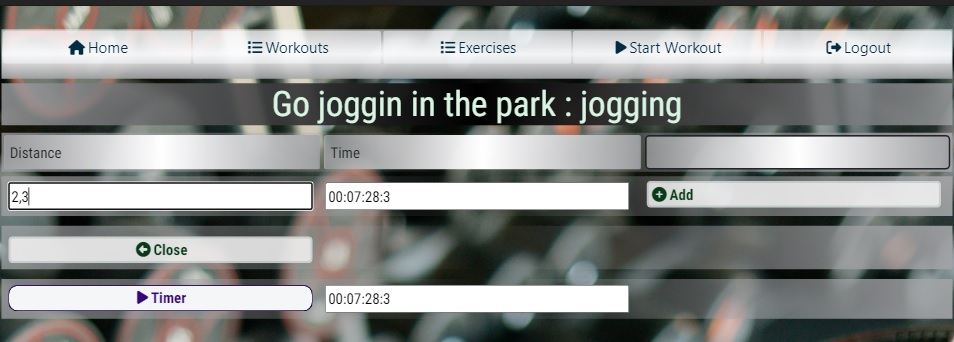 Home Workouts Exercises Start Workout Logout
Go joggin in the park : jogging
Distance Time
2,3 00:07:28:3 Add
Close
Timer 00:07:28:3